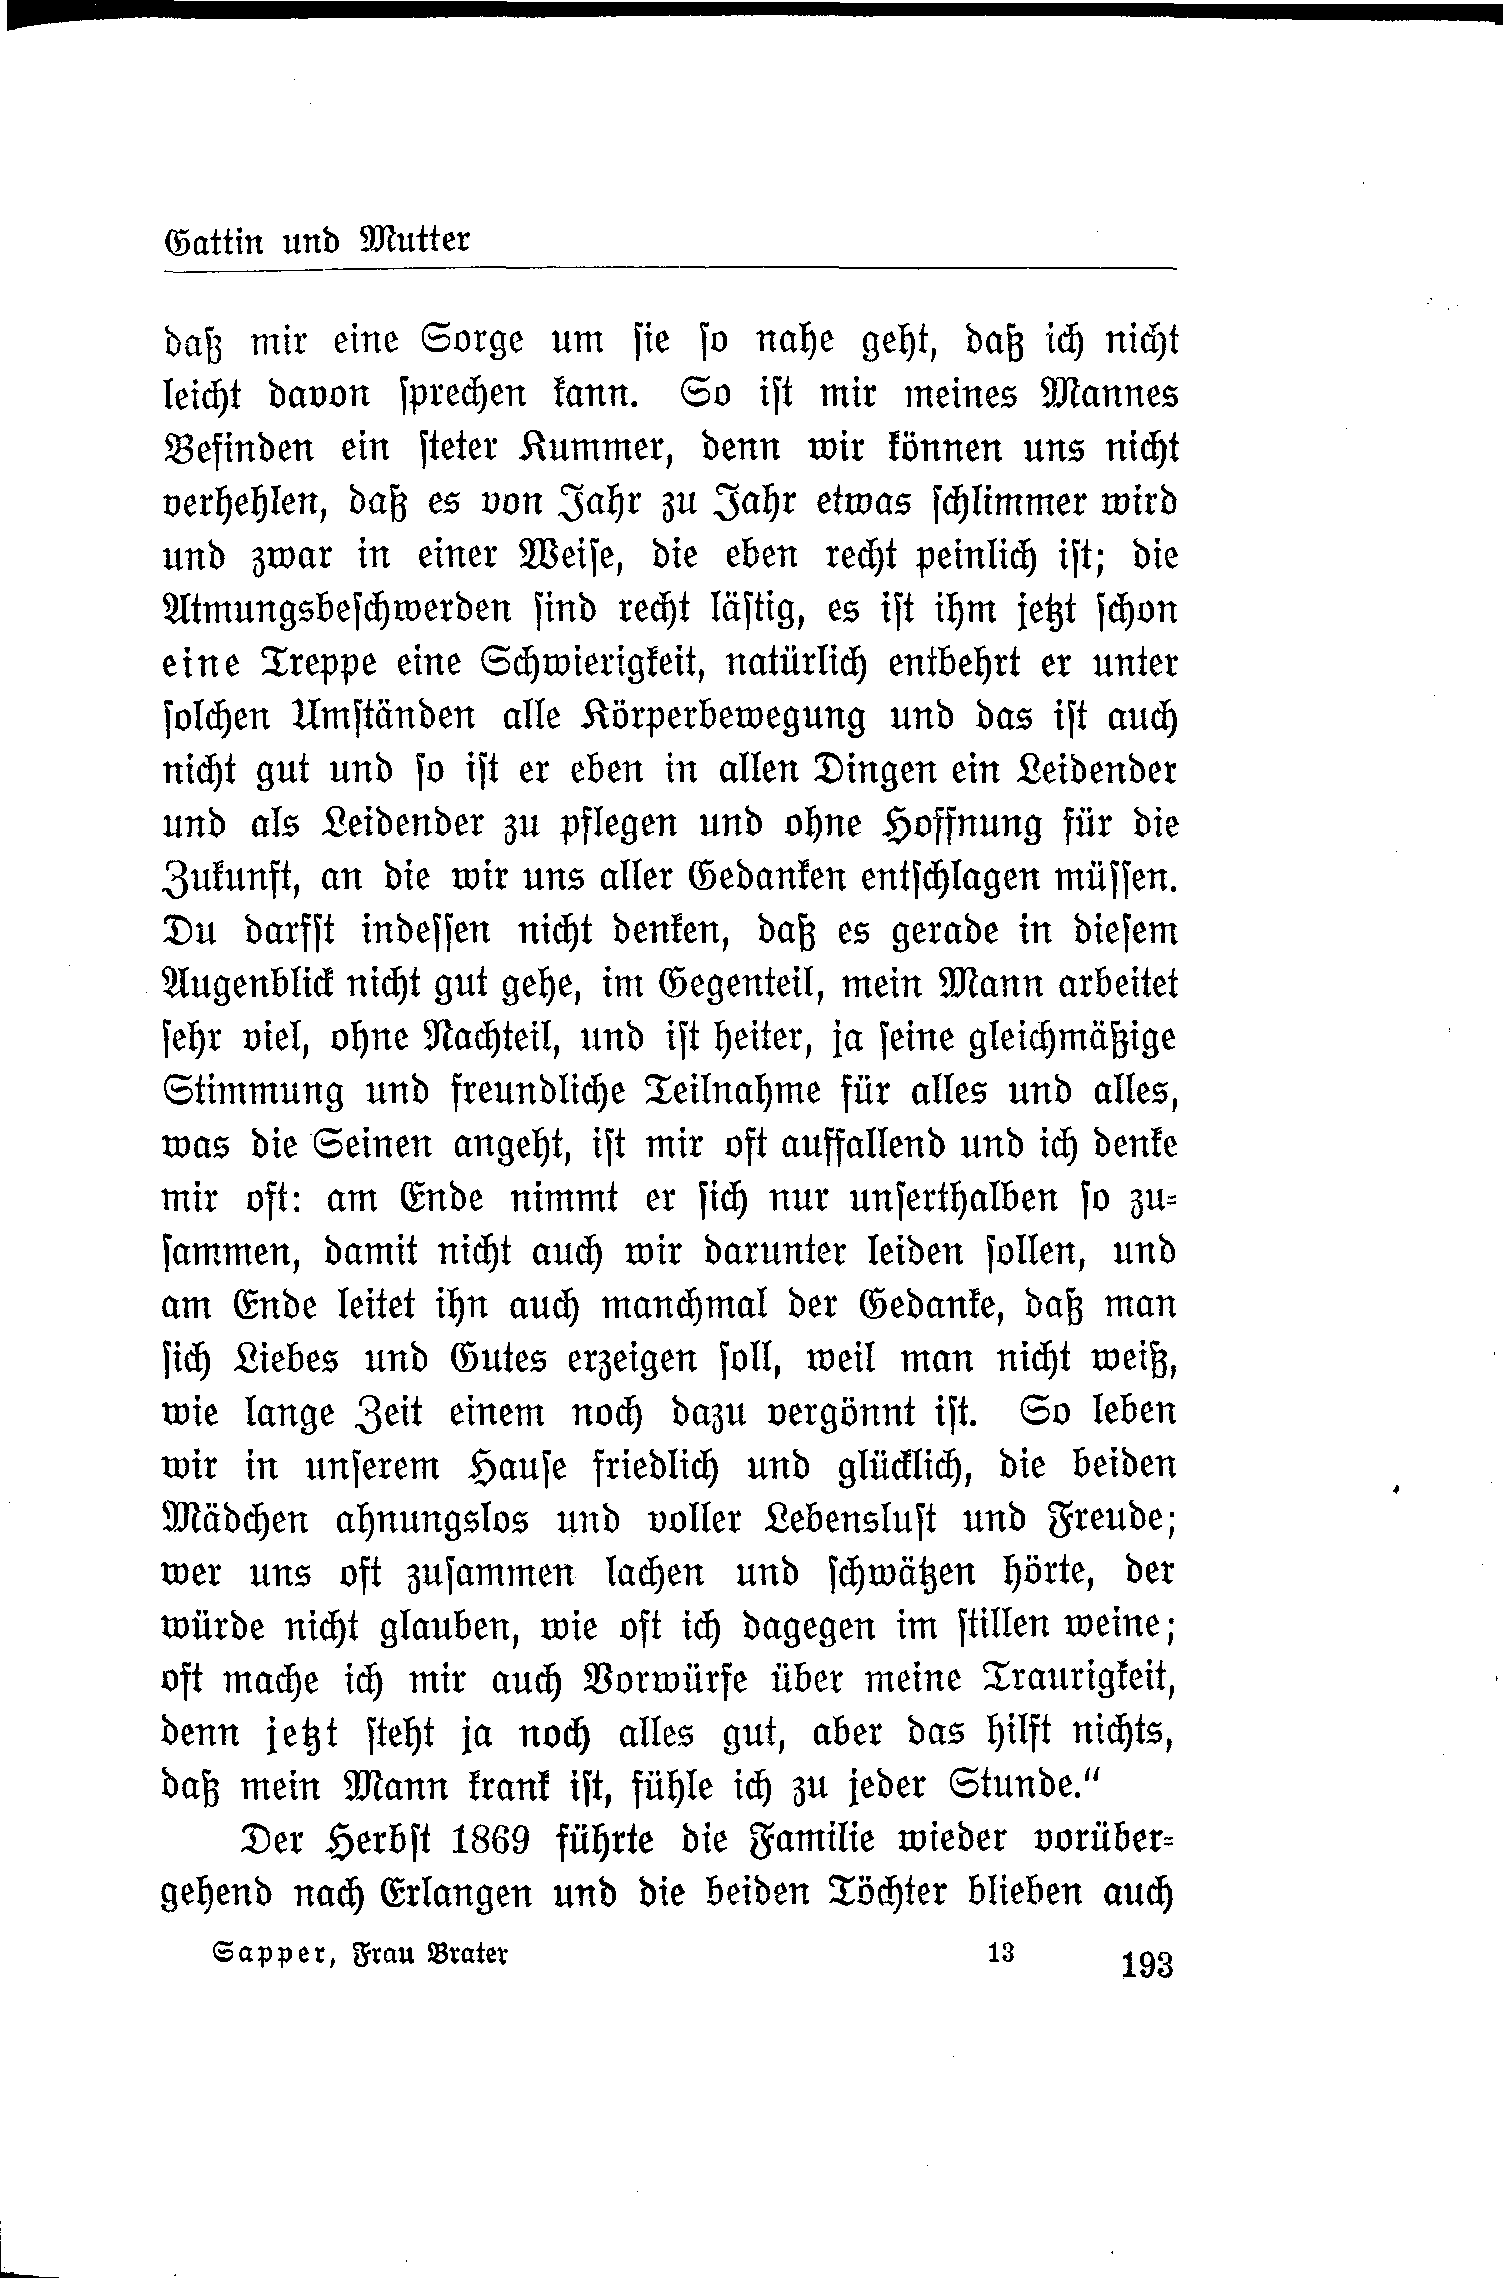 Gattin und Mutter
daß mir eine Sorge um sie so nahe geht, daß ich nicht
leicht davon sprechen kann. So ist mir meines Mannes
Befinden ein steter Kummer, denn wir können uns nicht
verhehlen, daß es von Jahr zu Jahr etwas schlimmer wird
und zwar in einer Weise, die eben recht peinlich ist; die
Atmungsbeschwerden sind recht lästig, es ist ihm jetzt schon
eine Treppe eine Schwierigkeit, natürlich entbehrt er unter
solchen Umständen alle Körperbewegung und das ist auch
nicht gut und so ist er eben in allen Dingen ein Leidender
und als Leidender zu pflegen und ohne Hoffnung für die
Zukunft, an die wir uns aller Gedanken entschlagen müssen.
Du darfst indessen nicht denken, daß es gerade in diesem
Augenblick nicht gut gehe, im Gegenteil, mein Mann arbeitet
sehr viel, ohne Nachteil, und ist heiter, ja seine gleichmäßige
Stimmung und freundliche Teilnahme für alles und alles,
was die Seinen angeht, ist mir oft auffallend und ich denke
mir oft: am Ende nimmt er sich nur unserthalben so zu-
sammen, damit nicht auch wir darunter leiden sollen, und
am Ende leitet ihn auch manchmal der Gedanke, daß man
sich Liebes und Gutes erzeigen soll, weil man nicht weiß,
wie lange Zeit einem noch dazu vergönnt ist. So leben
wir in unserem Hause friedlich und glücklich, die beiden
Mädchen ahnungslos und voller Lebenslust und Freude;
wer uns oft zusammen lachen und schwätzen hörte, der
würde nicht glauben, wie oft ich dagegen im stillen weine;
oft mache ich mir auch Vorwürfe über meine Traurigkeit,
denn jetzt steht ja noch alles gut, aber das hilft nichts,
daß mein Mann krank ist, fühle ich zu jeder Stunde."
Der Herbst 1869 führte die Familie wieder vorüber-
gehend nach Erlangen und die beiden Töchter blieben auch
Sapper, Frau Brater 13 193